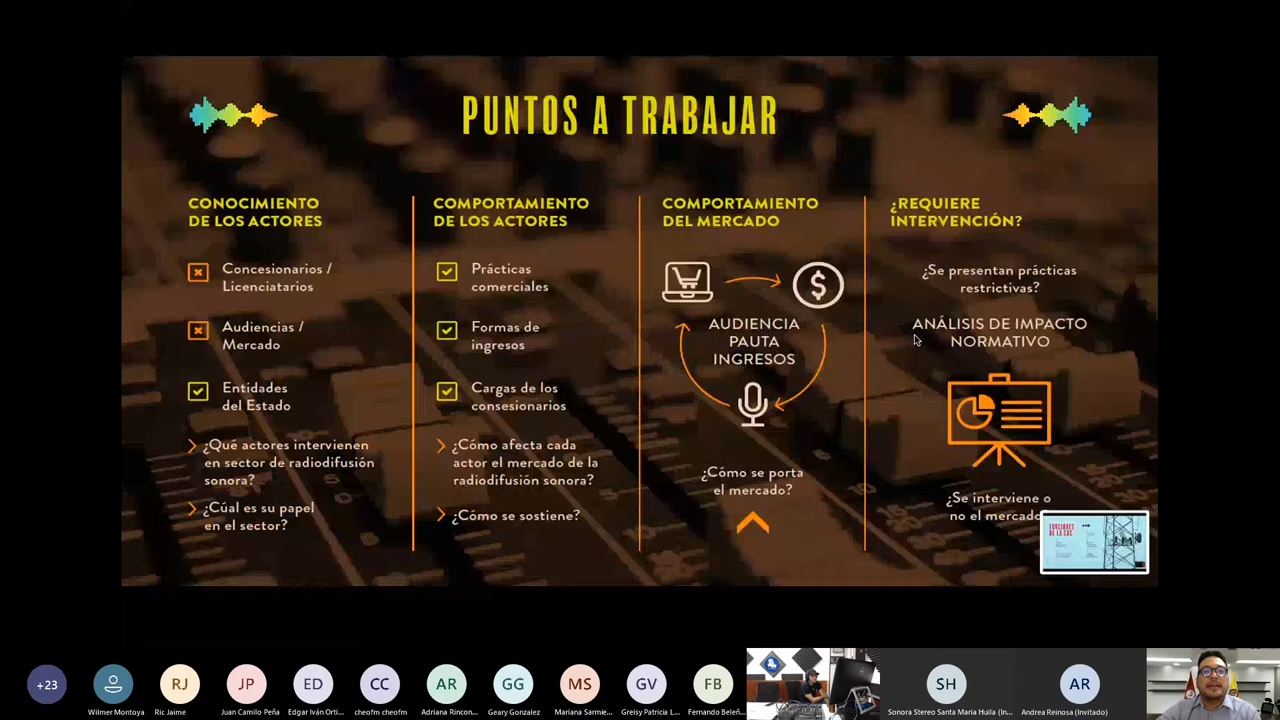 PUNTOS A TRABAJAR
CONOCIMIENTO
DE LOS ACTORES
Concesionarios /
Licenciatarios
Audiencias /
Mercado
Entidades
del Estado
¿Qué actores intervienen
en sector de radiodifusión
sonora?
¿Cúal es su papel
en el sector?
COMPORTAMIENTO
DE LOS ACTORES
Prácticas
comerciales
Formas de
ingresos
Cargas de los
consesionarios
¿Cómo afecta cada
actor el mercado de la
radiodifusión sonora?
¿Cómo se sostiene?
COMPORTAMIENTO
DEL MERCADO
$
AUDIENCIA
PAUTA
INGRESOS
¿Cómo se porta
el mercado?
¿REQUIERE
INTERVENCIÓN?
¿Se presentan prácticas
restrictivas?
ANÁLISIS DE IMPACTO
NORMATIVO
¿Se interviene o
no el mercado
FUNCIONES
DE LA CRC
+23
RJ
JP
ED
CC
AR
GG
MS
GV
FB
SH
AR
Wilmer Montoya
Ric Jaime
Juan Camilo Peña
Edgar Iván Orti...
cheofm cheofm
Adriana Rincon...
Geary Gonzalez
Mariana Sarmie...
Greisy Patricia L...
Fernando Beleñ...
Sonora Stereo Santa Maria Huila (In...
Andrea Reinosa (Invitado)